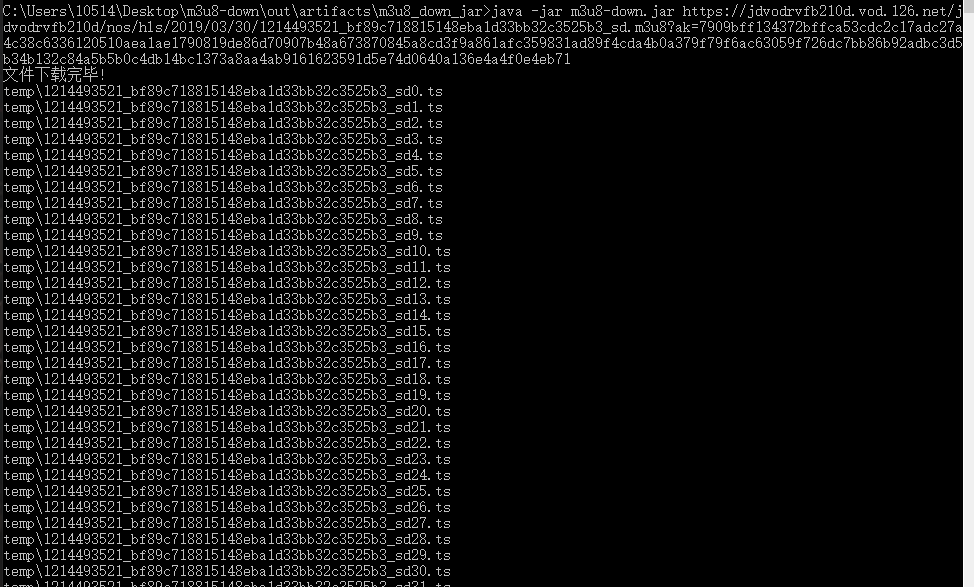 C:\Users\10514\Desktop\m3u8-down\out\artifacts\m3u8_down_jar>java -jar m3u8-down.jar https://jdvodrvfb210d.vod.126.net/j
dvodrvfb210d/nos/hls/2019/03/30/1214493521_bf89c718815148eba1d33bb32c3525b3_sd.m3u8?ak=7909bff134372bffca53cdc2c17adc27a
4c38c6336120510aea1ae1790819de86d70907b48a673870845a8cd3f9a861afc359831ad89f4cda4b0a379f79f6ac63059f726dc7bb86b92adbc3d5
b34b132c84a5b5b0c4db14bc1373a8aa4ab9161623591d5e74d0640a136e4a4f0e4eb71
文件下载完毕!
temp\1214493521_bf89c718815148eba1d33bb32c3525b3_sd0.ts
temp\1214493521_bf89c718815148eba1d33bb32c3525b3_sd1.ts
temp\1214493521_bf89c718815148eba1d33bb32c3525b3_sd2.ts
temp\1214493521_bf89c718815148eba1d33bb32c3525b3_sd3.ts
temp\1214493521_bf89c718815148eba1d33bb32c3525b3_sd4.ts
temp\1214493521_bf89c718815148eba1d33bb32c3525b3_sd5.ts
temp\1214493521_bf89c718815148eba1d33bb32c3525b3_sd6.ts
temp\1214493521_bf89c718815148eba1d33bb32c3525b3_sd7.ts
temp\1214493521_bf89c718815148eba1d33bb32c3525b3_sd8.ts
temp\1214493521_bf89c718815148eba1d33bb32c3525b3_sd9.ts
temp\1214493521_bf89c718815148eba1d33bb32c3525b3_sd10.ts
temp\1214493521_bf89c718815148eba1d33bb32c3525b3_sd11.ts
temp\1214493521_bf89c718815148eba1d33bb32c3525b3_sd12.ts
temp\1214493521_bf89c718815148eba1d33bb32c3525b3_sd13.ts
temp\1214493521_bf89c718815148eba1d33bb32c3525b3_sd14.ts
temp\1214493521_bf89c718815148eba1d33bb32c3525b3_sd15.ts
temp\1214493521_bf89c718815148eba1d33bb32c3525b3_sd16.ts
temp\1214493521_bf89c718815148eba1d33bb32c3525b3_sd17.ts
temp\1214493521_bf89c718815148eba1d33bb32c3525b3_sd18.ts
temp\1214493521_bf89c718815148eba1d33bb32c3525b3_sd19.ts
temp\1214493521_bf89c718815148eba1d33bb32c3525b3_sd20.ts
temp\1214493521_bf89c718815148eba1d33bb32c3525b3_sd21.ts
temp\1214493521_bf89c718815148eba1d33bb32c3525b3_sd22.ts
temp\1214493521_bf89c718815148eba1d33bb32c3525b3_sd23.ts
temp\1214493521_bf89c718815148eba1d33bb32c3525b3_sd24.ts
temp\1214493521_bf89c718815148eba1d33bb32c3525b3_sd25.ts
temp\1214493521_bf89c718815148eba1d33bb32c3525b3_sd26.ts
temp\1214493521_bf89c718815148eba1d33bb32c3525b3_sd27.ts
temp\1214493521_bf89c718815148eba1d33bb32c3525b3_sd28.ts
temp\1214493521_bf89c718815148eba1d33bb32c3525b3_sd29.ts
temp\1214493521_bf89c718815148eba1d33bb32c3525b3_sd30.ts